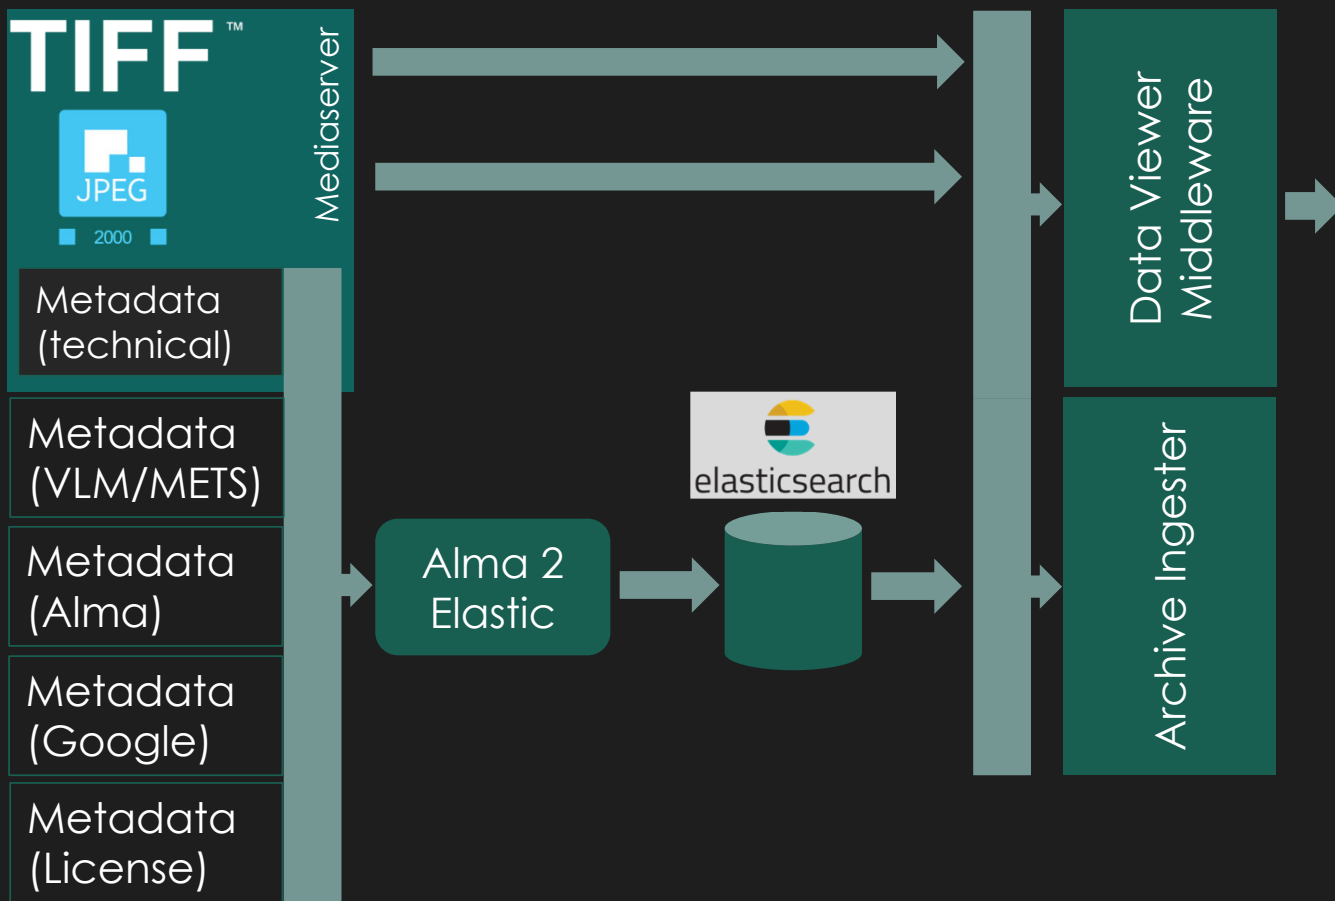 TIFF™
Mediaserver
JPEG
2000
Metadata
(technical)
Metadata
(VLM/METS)
Metadata
(Alma)
Metadata
(Google)
Metadata
(License)
Alma 2
Elastic
elasticsearch
Data Viewer
Middleware
Archive Ingester